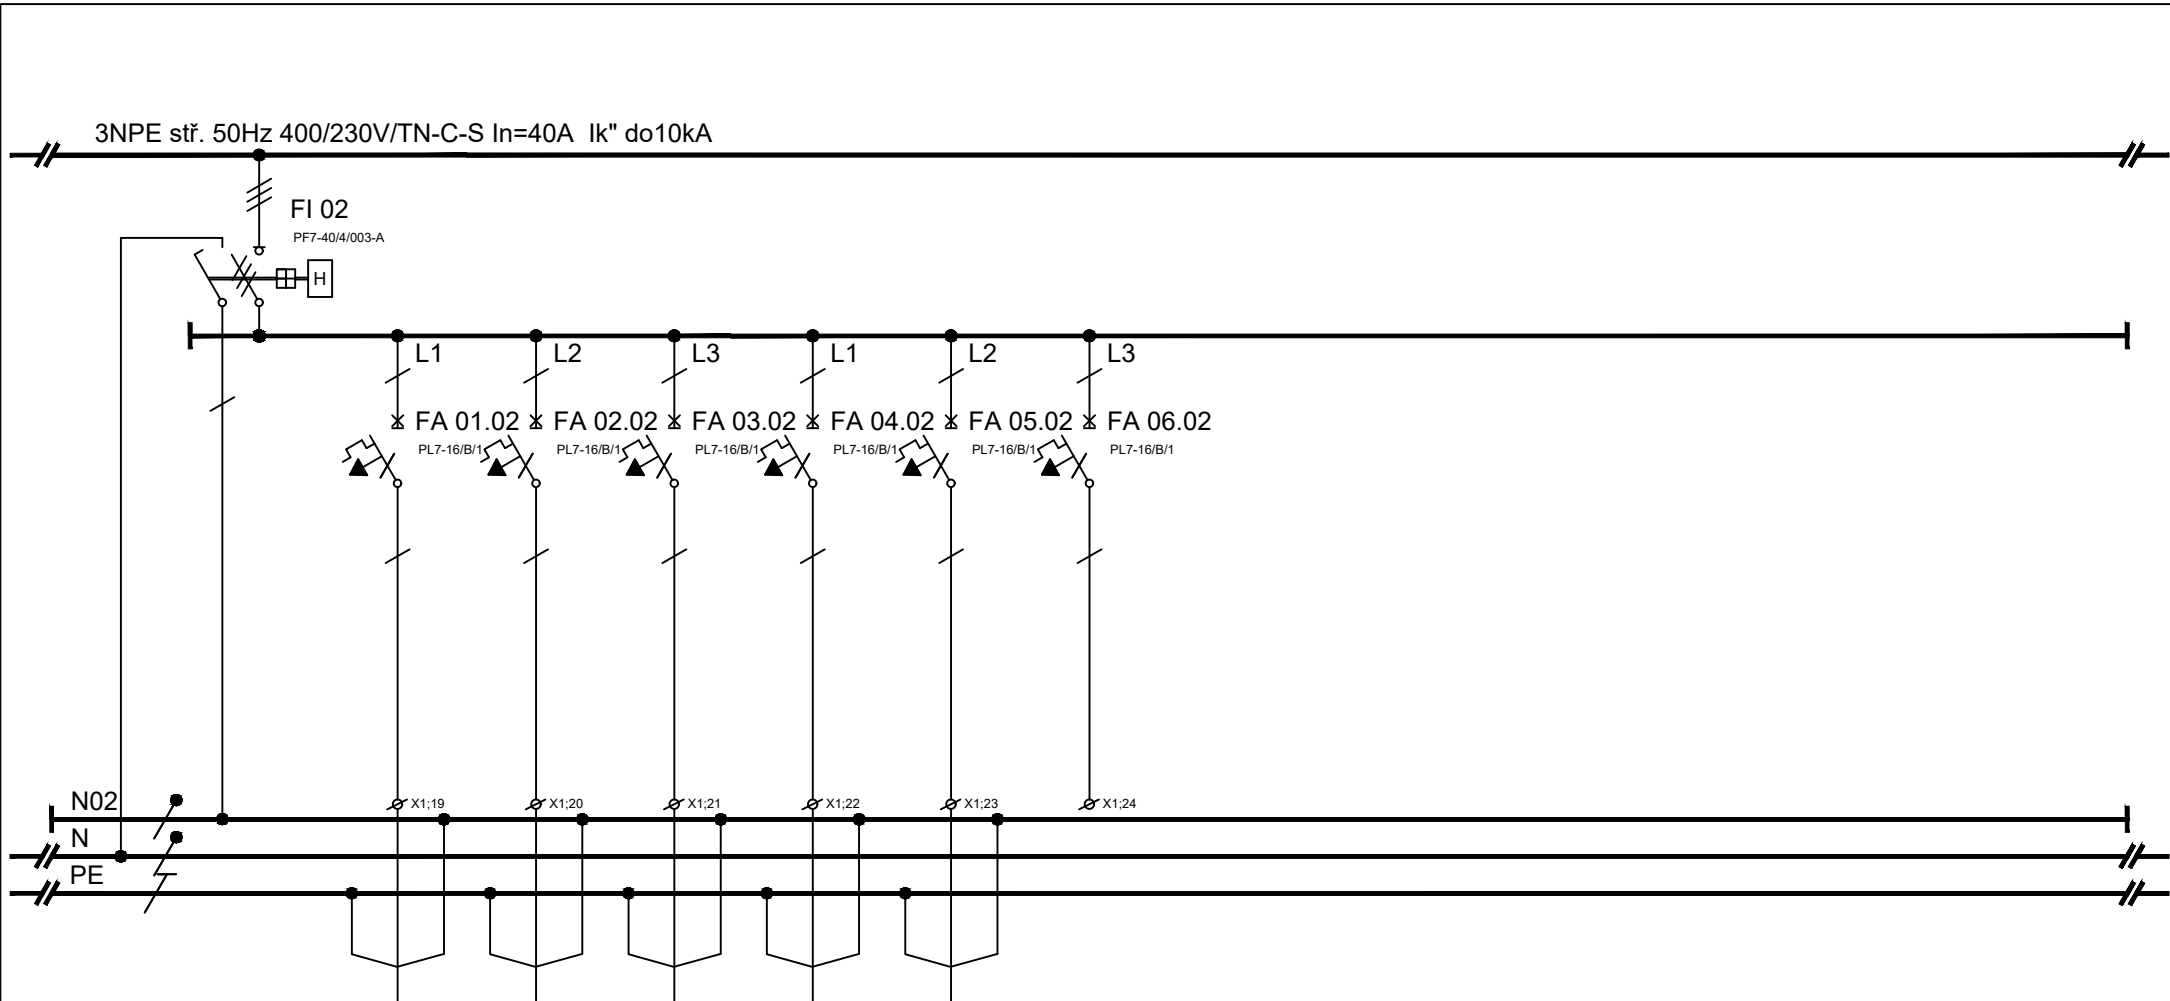 3NPE stř. 50Hz 400/230V/TN-C-S In=40A Ik" do10kA
FI 02
PF7-40/4/003-A
H
L1 L2 L3 L1 L2 L3
FA 01.02 FA 02.02 FA 03.02 FA 04.02 FA 05.02 FA 06.02
PL7-16/B/1 PL7-16/B/1 PL7-16/B/1 PL7-16/B/1 PL7-16/B/1 PL7-16/B/1
N02 X1;19 X1;20 X1;21 X1;22 X1;23 X1;24
N
PE